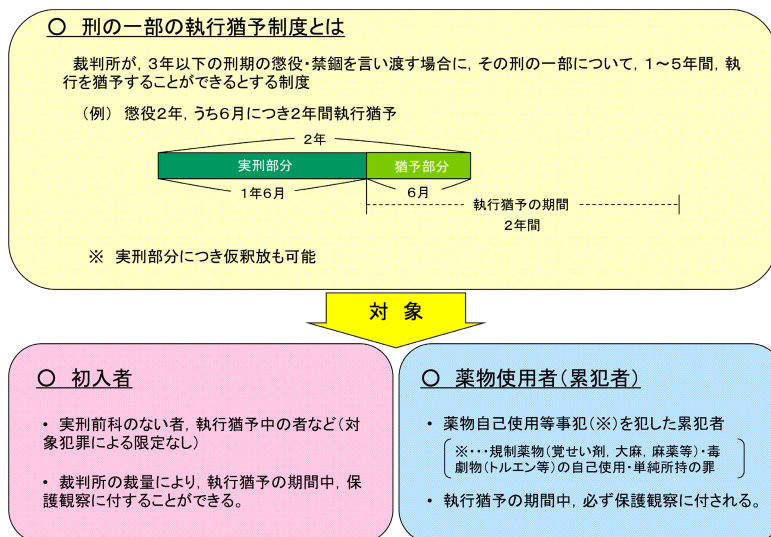 ○ 刑の一部の執行猶予制度とは
裁判所が，３年以下の刑期の懲役・禁錮を言い渡す場合に，その刑の一部について，１～５年間，執
行を猶予することができるとする制度
（例） 懲役２年，うち６月につき２年間執行猶予
２年
実刑部分 猶予部分
１年６月 ６月
執行猶予の期間
２年間
※ 実刑部分につき仮釈放も可能
対 象
○ 初入者
• 実刑前科のない者，執行猶予中の者など（対
象犯罪による限定なし）
• 裁判所の裁量により，執行猶予の期間中，保
護観察に付することができる。
○ 薬物使用者（累犯者）
• 薬物自己使用等事犯（※）を犯した累犯者
※・・・規制薬物（覚せい剤，大麻，麻薬等）・毒
劇物（トルエン等）の自己使用・単純所持の罪
• 執行猶予の期間中，必ず保護観察に付される。